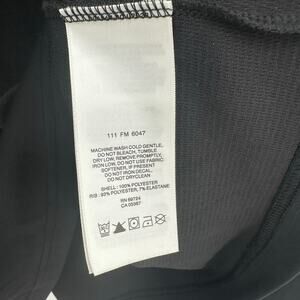 111 FM 6047
MACHINE WASH COLD GENTLE,
DO NOT BLEACH, TUMBLE
DRY LOW, REMOVE PROMPTLY,
IRON LOW, DO NOT USE FABRIC
SOFTENER, IF PRESENT
DO NOT IRON DECAL.
DO NOT DRYCLEAN
SHELL : 100% POLYESTER
RIB : 93% POLYESTER, 7% ELASTANE
RN 69724
CA 05567